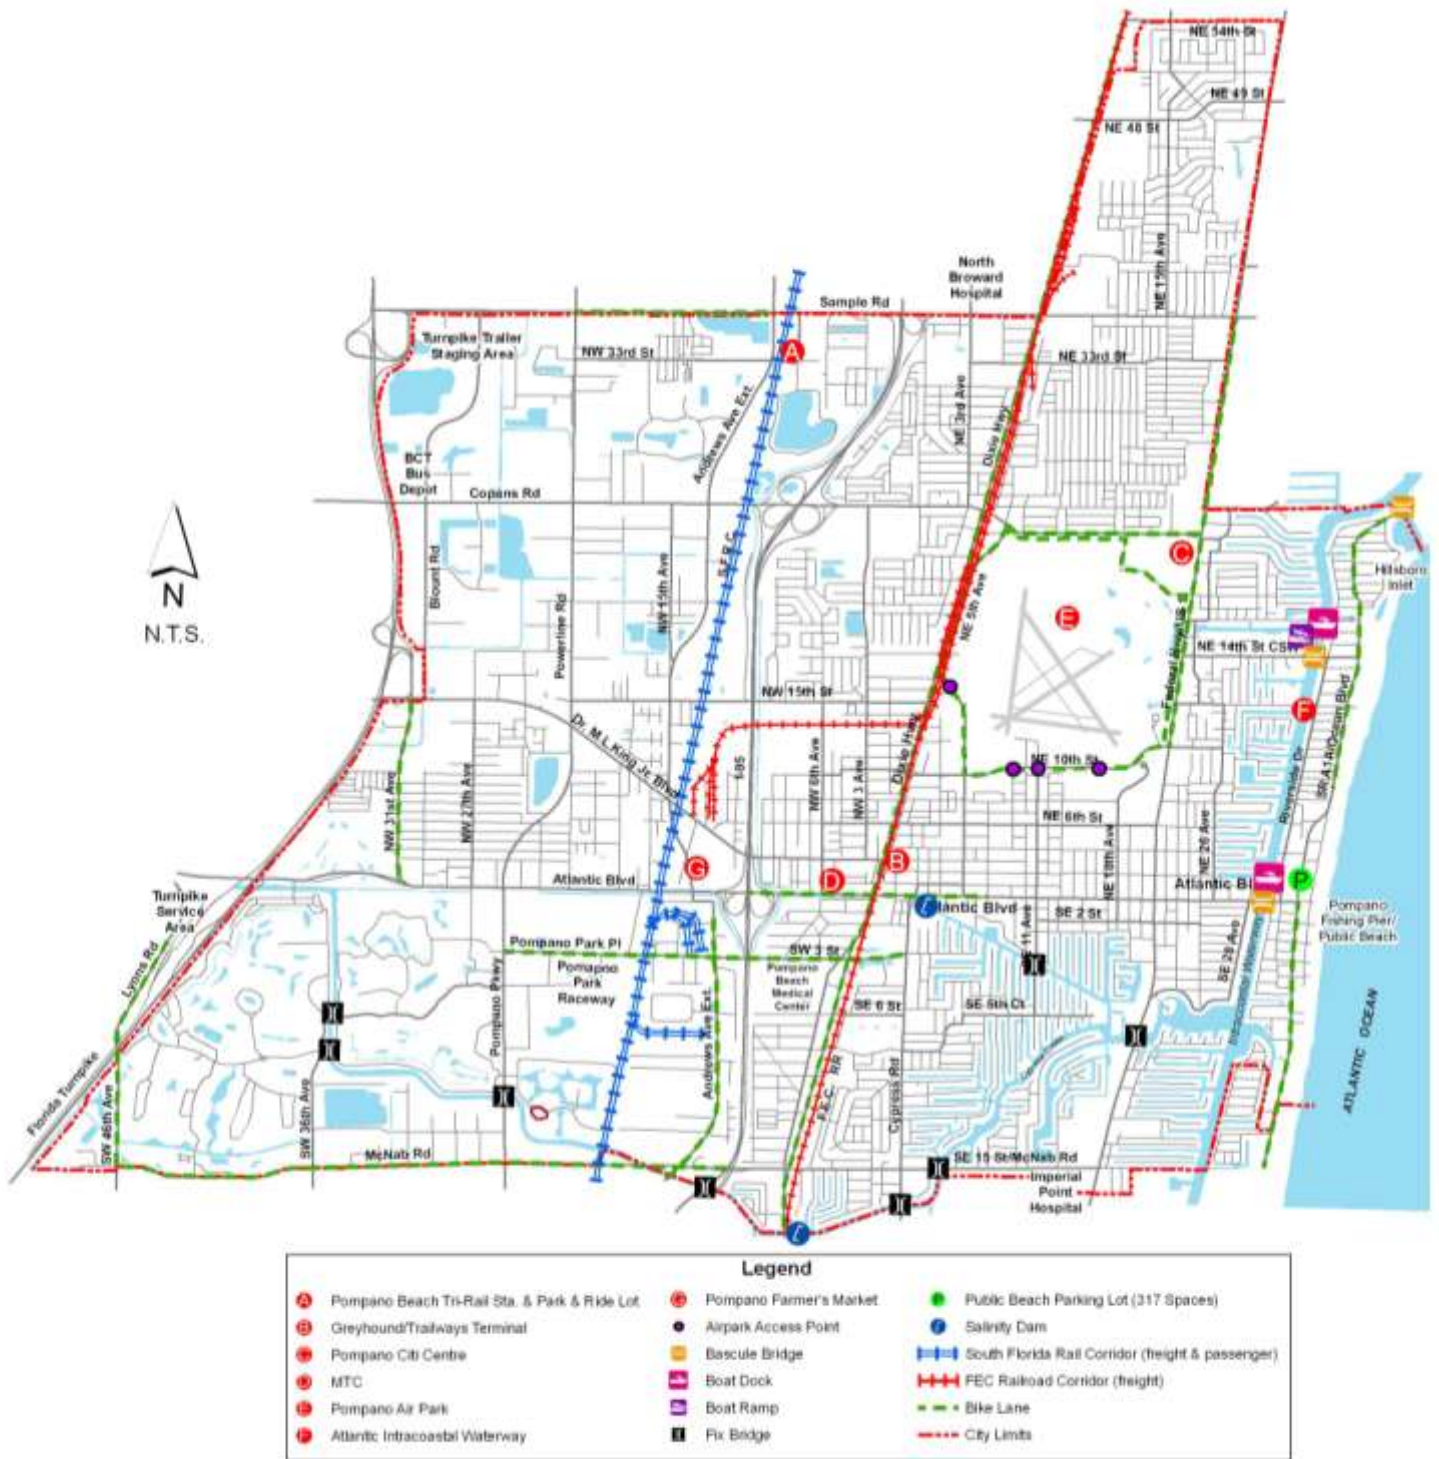 NE 54th St
NE 49 St
NE 48 St
NE 15th Ave
North
Broward
Hospital
Sample Rd
Turnpike Trailer
Staging Area
NW 33rd St
A
NE 33rd St
Andrews Ave Ext.
NE 3rd Ave
Dixie Hwy
BCT
Bus
Depot
Copans Rd
N
N.T.S.
Blount Rd
Powerline Rd
NW 15th Ave
S.F.R.C.
NE 5th Ave
C
E
Hillsboro
Inlet
NE 14th St
Federal Hwy
NW 15th St
F
SR A1A/Ocean Blvd
Riverside Dr
Dr. M L King Jr. Blvd
I-95
NW 6th Ave
NW 3 Ave
Dixie Hwy
NE 10th St
NE 6th St
NW 31st Ave
NW 27th Ave
NE 18th Ave
NE 26 Ave
B
G
D
Atlantic Blvd
Atlantic Bl
P
Turnpike
Service
Area
lantic Blvd
SE 2 St
Pompano
Fishing Pier/
Public Beach
Lyons Rd
Pompano Park Pl
SW 3 St
11 Ave
SE 28 Ave
Pomapno
Park
Raceway
Pompano
Beach
Medical
Center
SE 6 St
SE 5th Ct
Intracoastal Waterway
Pompano Pkwy
Andrews Ave Ext.
F.E.C. RR
Cypress Rd
ATLANTIC OCEAN
Florida Turnpike
SW 46th Ave
SW 36th Ave
McNab Rd
SE 15 St/McNab Rd
Imperial
Point
Hospital
Legend
A Pompano Beach Tri-Rail Sta. & Park & Ride Lot
B Greyhound/Trailways Terminal
C Pompano Citi Centre
D MTC
E Pompano Air Park
F Atlantic Intracoastal Waterway
G Pompano Farmer's Market
Airpark Access Point
Bascule Bridge
Boat Dock
Boat Ramp
Fix Bridge
P Public Beach Parking Lot (317 Spaces)
Salinity Dam
South Florida Rail Corridor (freight & passenger)
FEC Railroad Corridor (freight)
Bike Lane
City Limits